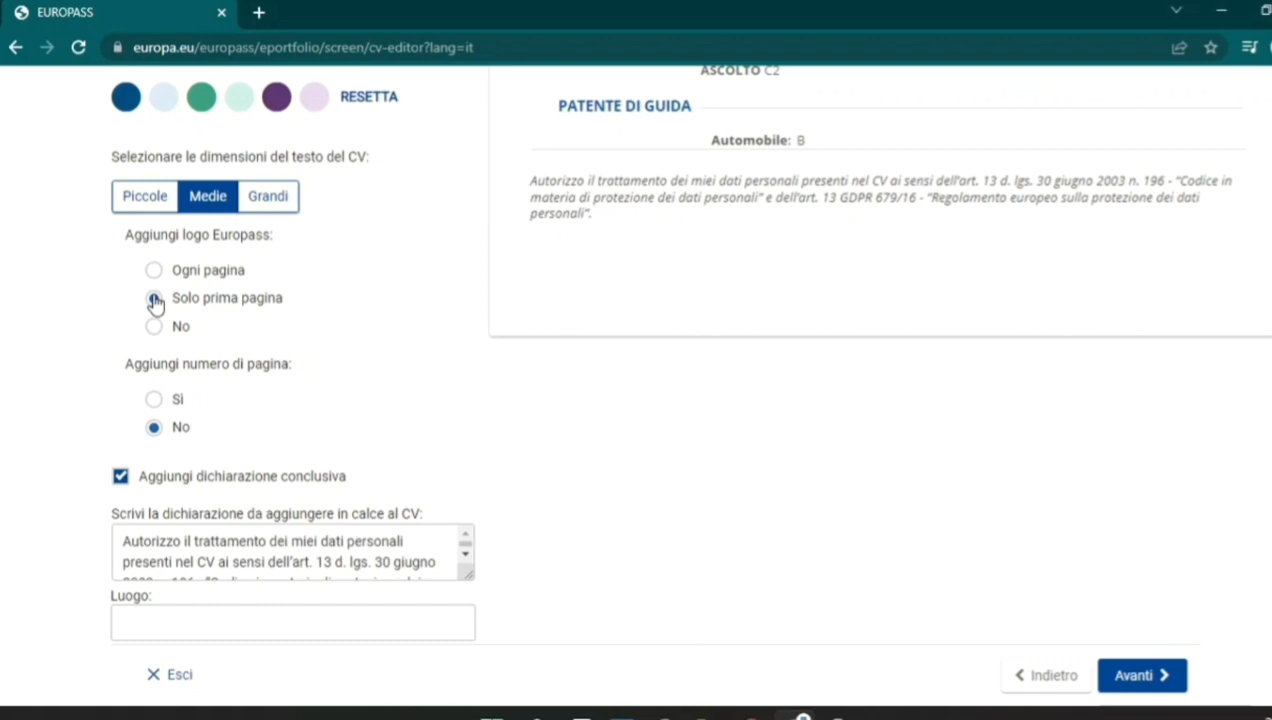 EUROPASS
europa.eu/europass/eportfolio/screen/cv-editor?lang=it
RESETTA
Selezionare le dimensioni del testo del CV:
Piccole Medie Grandi
Aggiungi logo Europass:
Ogni pagina
Solo prima pagina
No
Aggiungi numero di pagina:
Sì
No
Aggiungi dichiarazione conclusiva
Scrivi la dichiarazione da aggiungere in calce al CV:
Autorizzo il trattamento dei miei dati personali
presenti nel CV ai sensi dell'art. 13 d. lgs. 30 giugno
Luogo:
Esci
ASCOLTO C2
PATENTE DI GUIDA
Automobile: B
Autorizzo il trattamento dei miei dati personali presenti nel CV ai sensi dell'art. 13 d. lgs. 30 giugno 2003 n. 196 - "Codice in
materia di protezione dei dati personali" e dell'art. 13 GDPR 679/16 - "Regolamento europeo sulla protezione dei dati
personali".
Indietro
Avanti